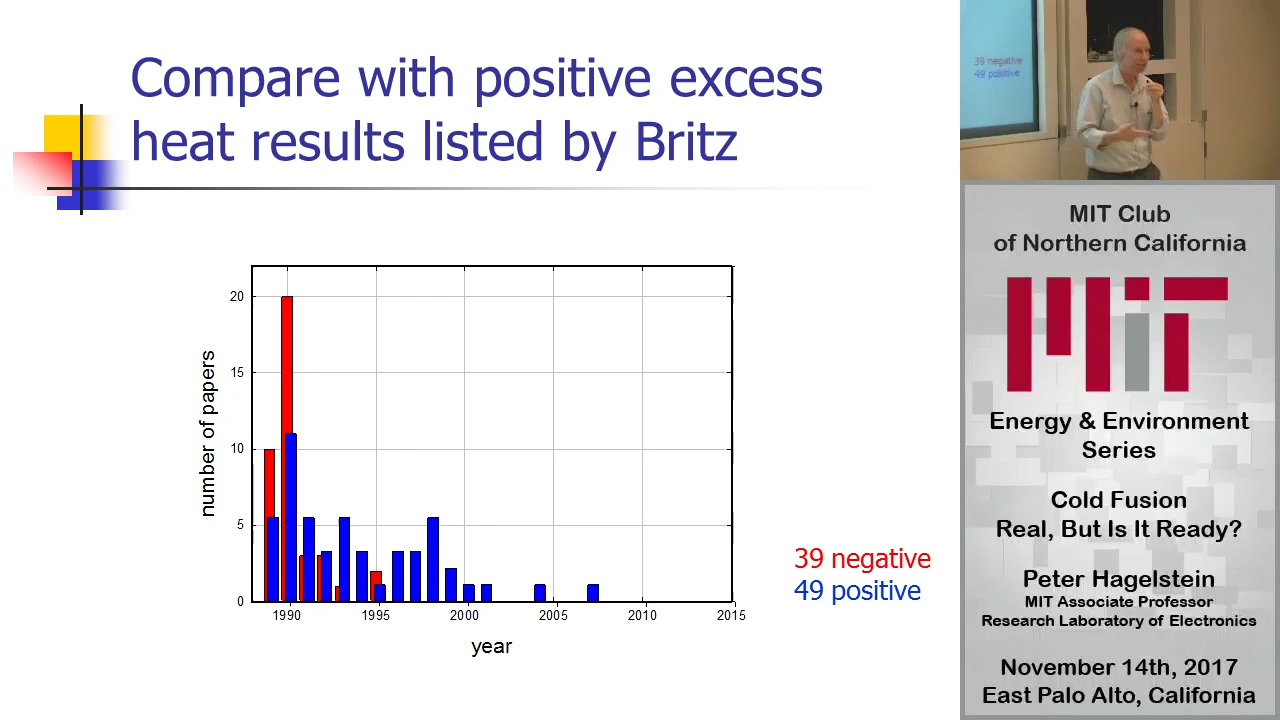 Compare with positive excess
heat results listed by Britz
20
15
10
5
0
number of papers
1990
1995
2000
2005
2010
2015
year
39 negative
49 positive
39 negative
49 positive
MIT Club
of Northern California
MIT
Energy & Environment
Series
Cold Fusion
Real, But Is It Ready?
Peter Hagelstein
MIT Associate Professor
Research Laboratory of Electronics
November 14th, 2017
East Palo Alto, California